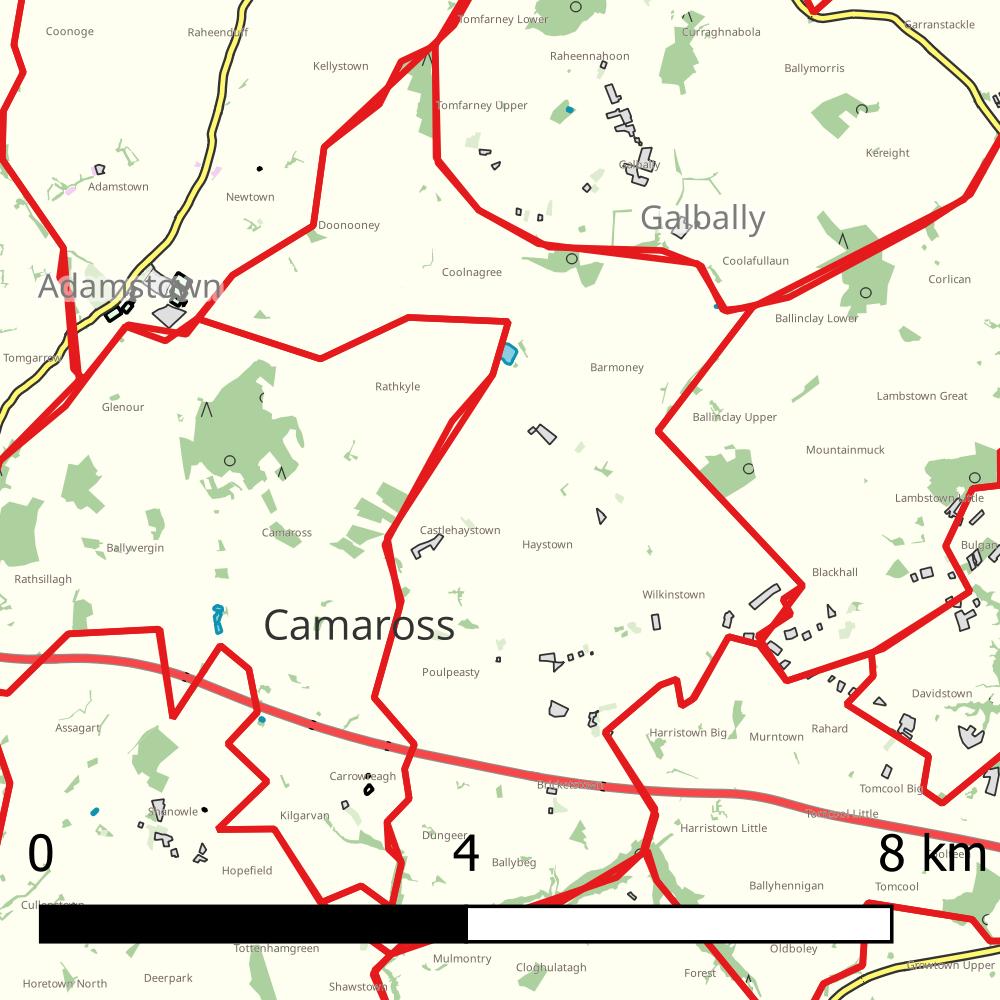 Tomfarney Lower
Garranstackle
Coonoge
Raheenduff
Curraghnabola
Raheennahoon
Kellystown
Ballymorris
Tomfarney Upper
Kereight
Galbally
Adamstown
Newtown
Galbally
Doonooney
Coolafullaun
Coolnagree
Corlican
Adamstown
Ballinclay Lower
Tomgarrow
Barmoney
Rathkyle
Lambstown Great
Glenour
Ballinclay Upper
Mountainmuck
Lambstown Little
Castlehaystown
Camaross
Haystown
Bulgan
Ballyvergin
Blackhall
Rathsillagh
Wilkinstown
Camaross
Poulpeasty
Davidstown
Assagart
Rahard
Harristown Big
Murntown
Carrowreagh
Bricketstown
Tomcool Big
Shanowle
Tomcool Little
Kilgarvan
Harristown Little
Dungeer
0 4 8 km
Ballybeg
Hopefield
Ballyhennigan
Tomcool
Cullenstown
Tottenhamgreen
Oldboley
Mulmontry
Growtown Upper
Cloghulatagh
Forest
Deerpark
Horetown North
Shawstown